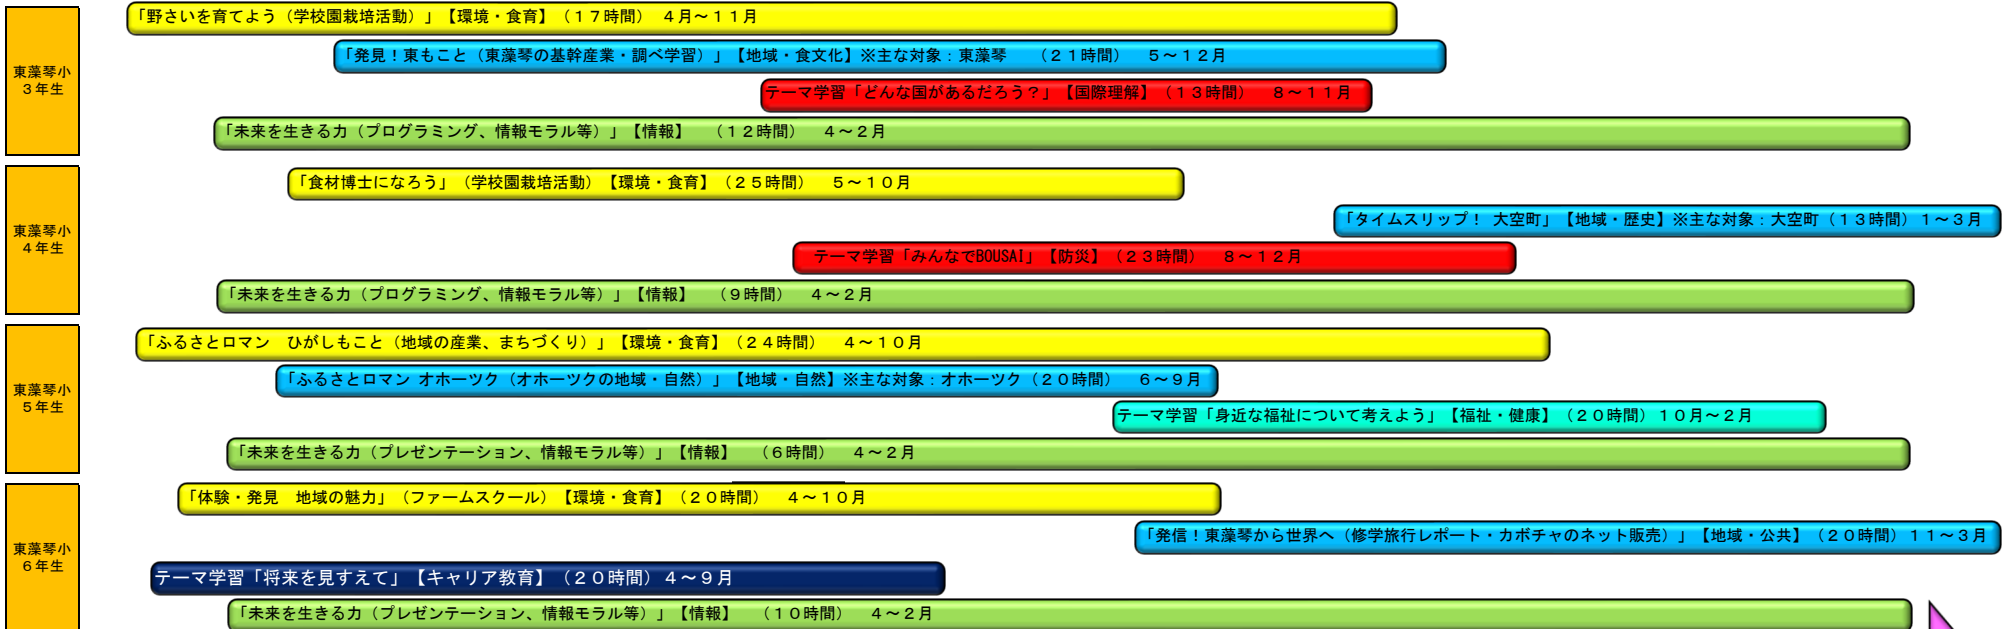 東藻琴小
３年生
「野さいを育てよう（学校園栽培活動）」【環境・食育】（１７時間）　４月～１１月
「発見！東もこと（東藻琴の基幹産業・調べ学習）」【地域・食文化】※主な対象：東藻琴　　（２１時間）　５～１２月
テーマ学習「どんな国があるだろう？」【国際理解】（１３時間）　８～１１月
「未来を生きる力（プログラミング、情報モラル等）」【情報】　（１２時間）　４～２月
東藻琴小
４年生
「食材博士になろう」（学校園栽培活動）【環境・食育】（２５時間）　５～１０月
「タイムスリップ！ 大空町」【地域・歴史】※主な対象：大空町（１３時間）１～３月
テーマ学習「みんなでBOUSAI」【防災】（２３時間）　８～１２月
「未来を生きる力（プログラミング、情報モラル等）」【情報】　（９時間）　４～２月
東藻琴小
５年生
「ふるさとロマン　ひがしもこと（地域の産業、まちづくり）」【環境・食育】（２４時間）　４～１０月
「ふるさとロマン オホーツク（オホーツクの地域・自然）」【地域・自然】※主な対象：オホーツク（２０時間）　６～９月
テーマ学習「身近な福祉について考えよう」【福祉・健康】（２０時間）１０月～２月
「未来を生きる力（プレゼンテーション、情報モラル等）」【情報】　（６時間）　４～２月
東藻琴小
６年生
「体験・発見　地域の魅力」（ファームスクール）【環境・食育】（２０時間）　４～１０月
「発信！東藻琴から世界へ（修学旅行レポート・カボチャのネット販売）」【地域・公共】（２０時間）１１～３月
テーマ学習「将来を見すえて」【キャリア教育】（２０時間）４～９月
「未来を生きる力（プレゼンテーション、情報モラル等）」【情報】　（１０時間）　４～２月